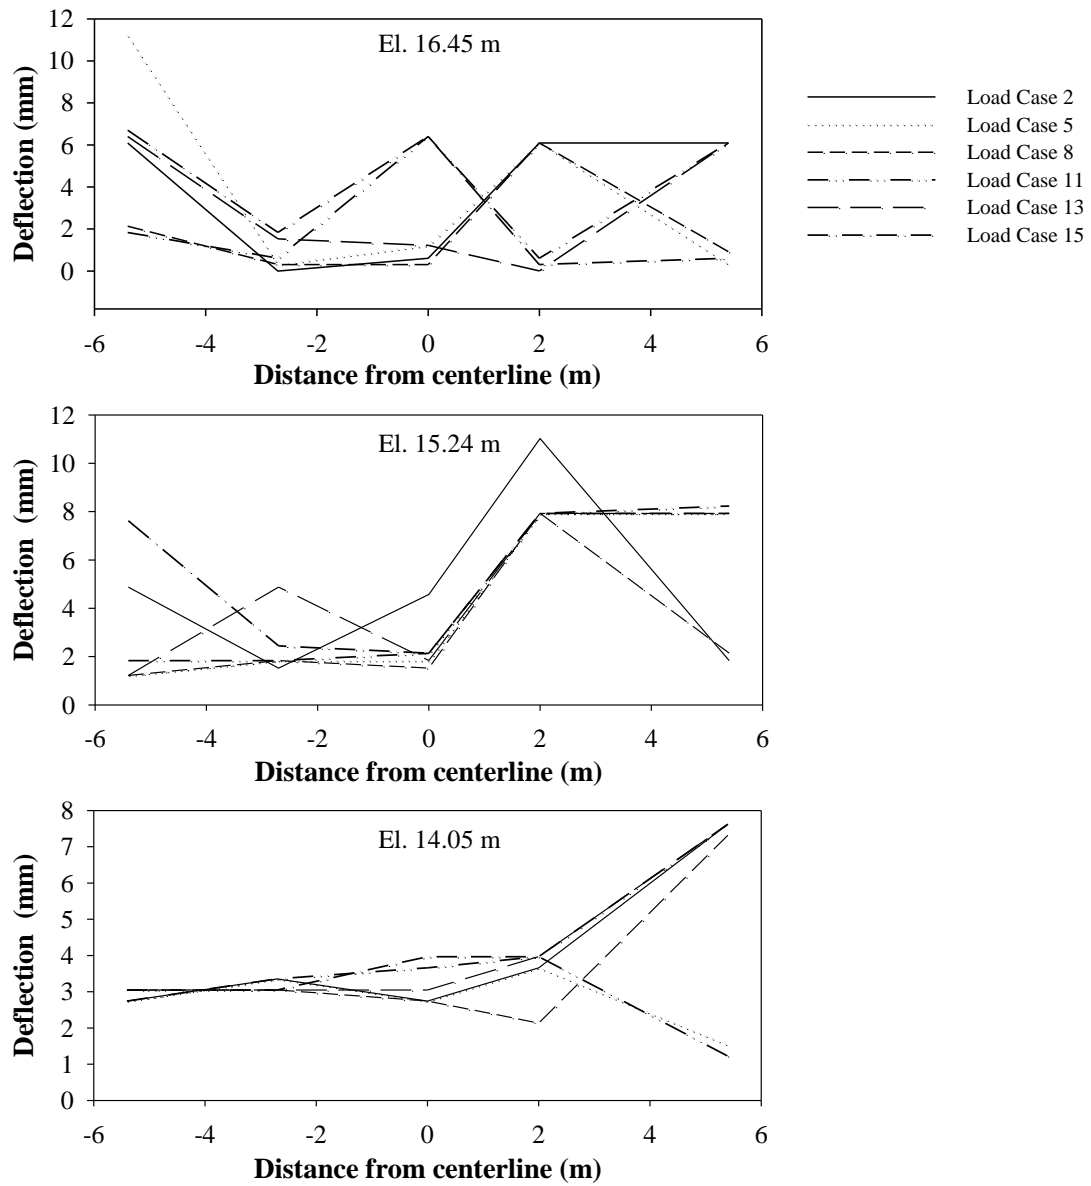 12
El. 16.45 m
10
8
6
4
2
0
Deflection (mm)
-6 -4 -2 0 2 4 6
Distance from centerline (m)
Load Case 2
Load Case 5
Load Case 8
Load Case 11
Load Case 13
Load Case 15
12
El. 15.24 m
10
8
6
4
2
0
Deflection (mm)
-6 -4 -2 0 2 4 6
Distance from centerline (m)
8
El. 14.05 m
7
6
5
4
3
2
1
0
Deflection (mm)
-6 -4 -2 0 2 4 6
Distance from centerline (m)